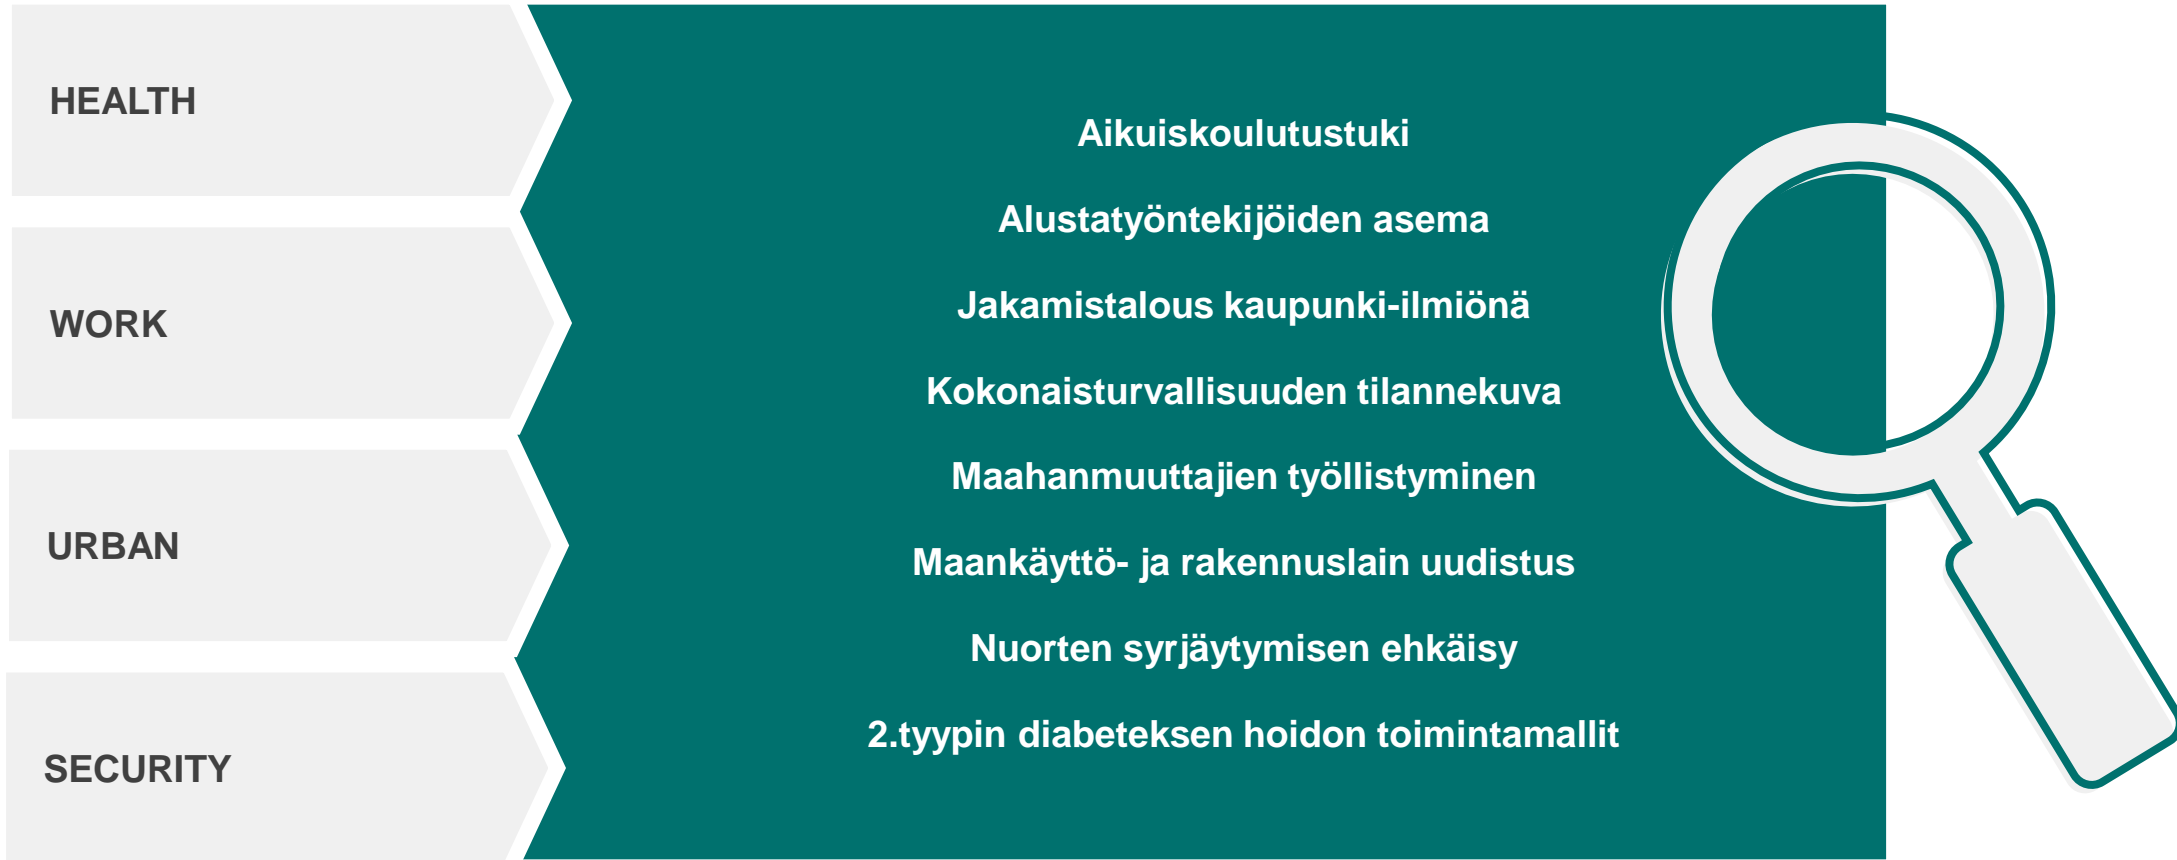 HEALTH
WORK
URBAN
SECURITY
Aikuiskoulutustuki
Alustatyöntekijöiden asema
Jakamistalous kaupunki-ilmiönä
Kokonaisturvallisuuden tilannekuva
Maahanmuuttajien työllistyminen
Maankäyttö- ja rakennuslain uudistus
Nuorten syrjäytymisen ehkäisy
2.tyypin diabeteksen hoidon toimintamallit